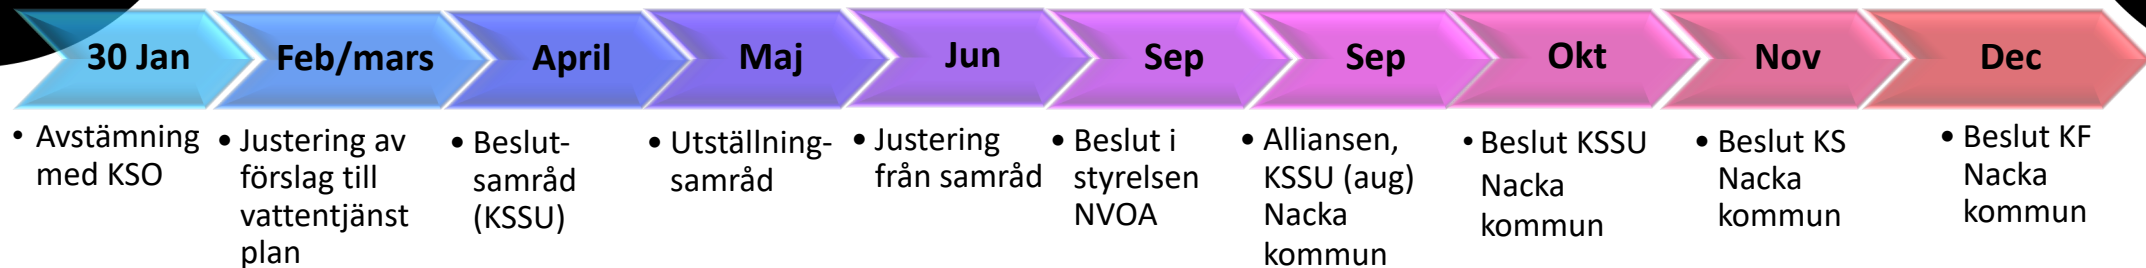 30 Jan
Feb/mars
April
Maj
Jun
Sep
Sep
Okt
Nov
Dec
• Avstämning
med KSO
• Justering av
förslag till
vattentjänst
plan
• Beslut-
samråd
(KSSU)
• Utställning-
samråd
• Justering
från samråd
• Beslut i
styrelsen
NVOA
• Alliansen,
KSSU (aug)
Nacka
kommun
• Beslut KSSU
Nacka
kommun
• Beslut KS
Nacka
kommun
• Beslut KF
Nacka
kommun